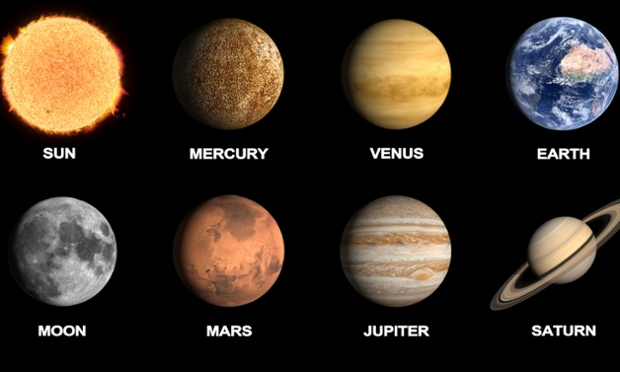 SUN MERCURY VENUS EARTH
MOON MARS JUPITER SATURN